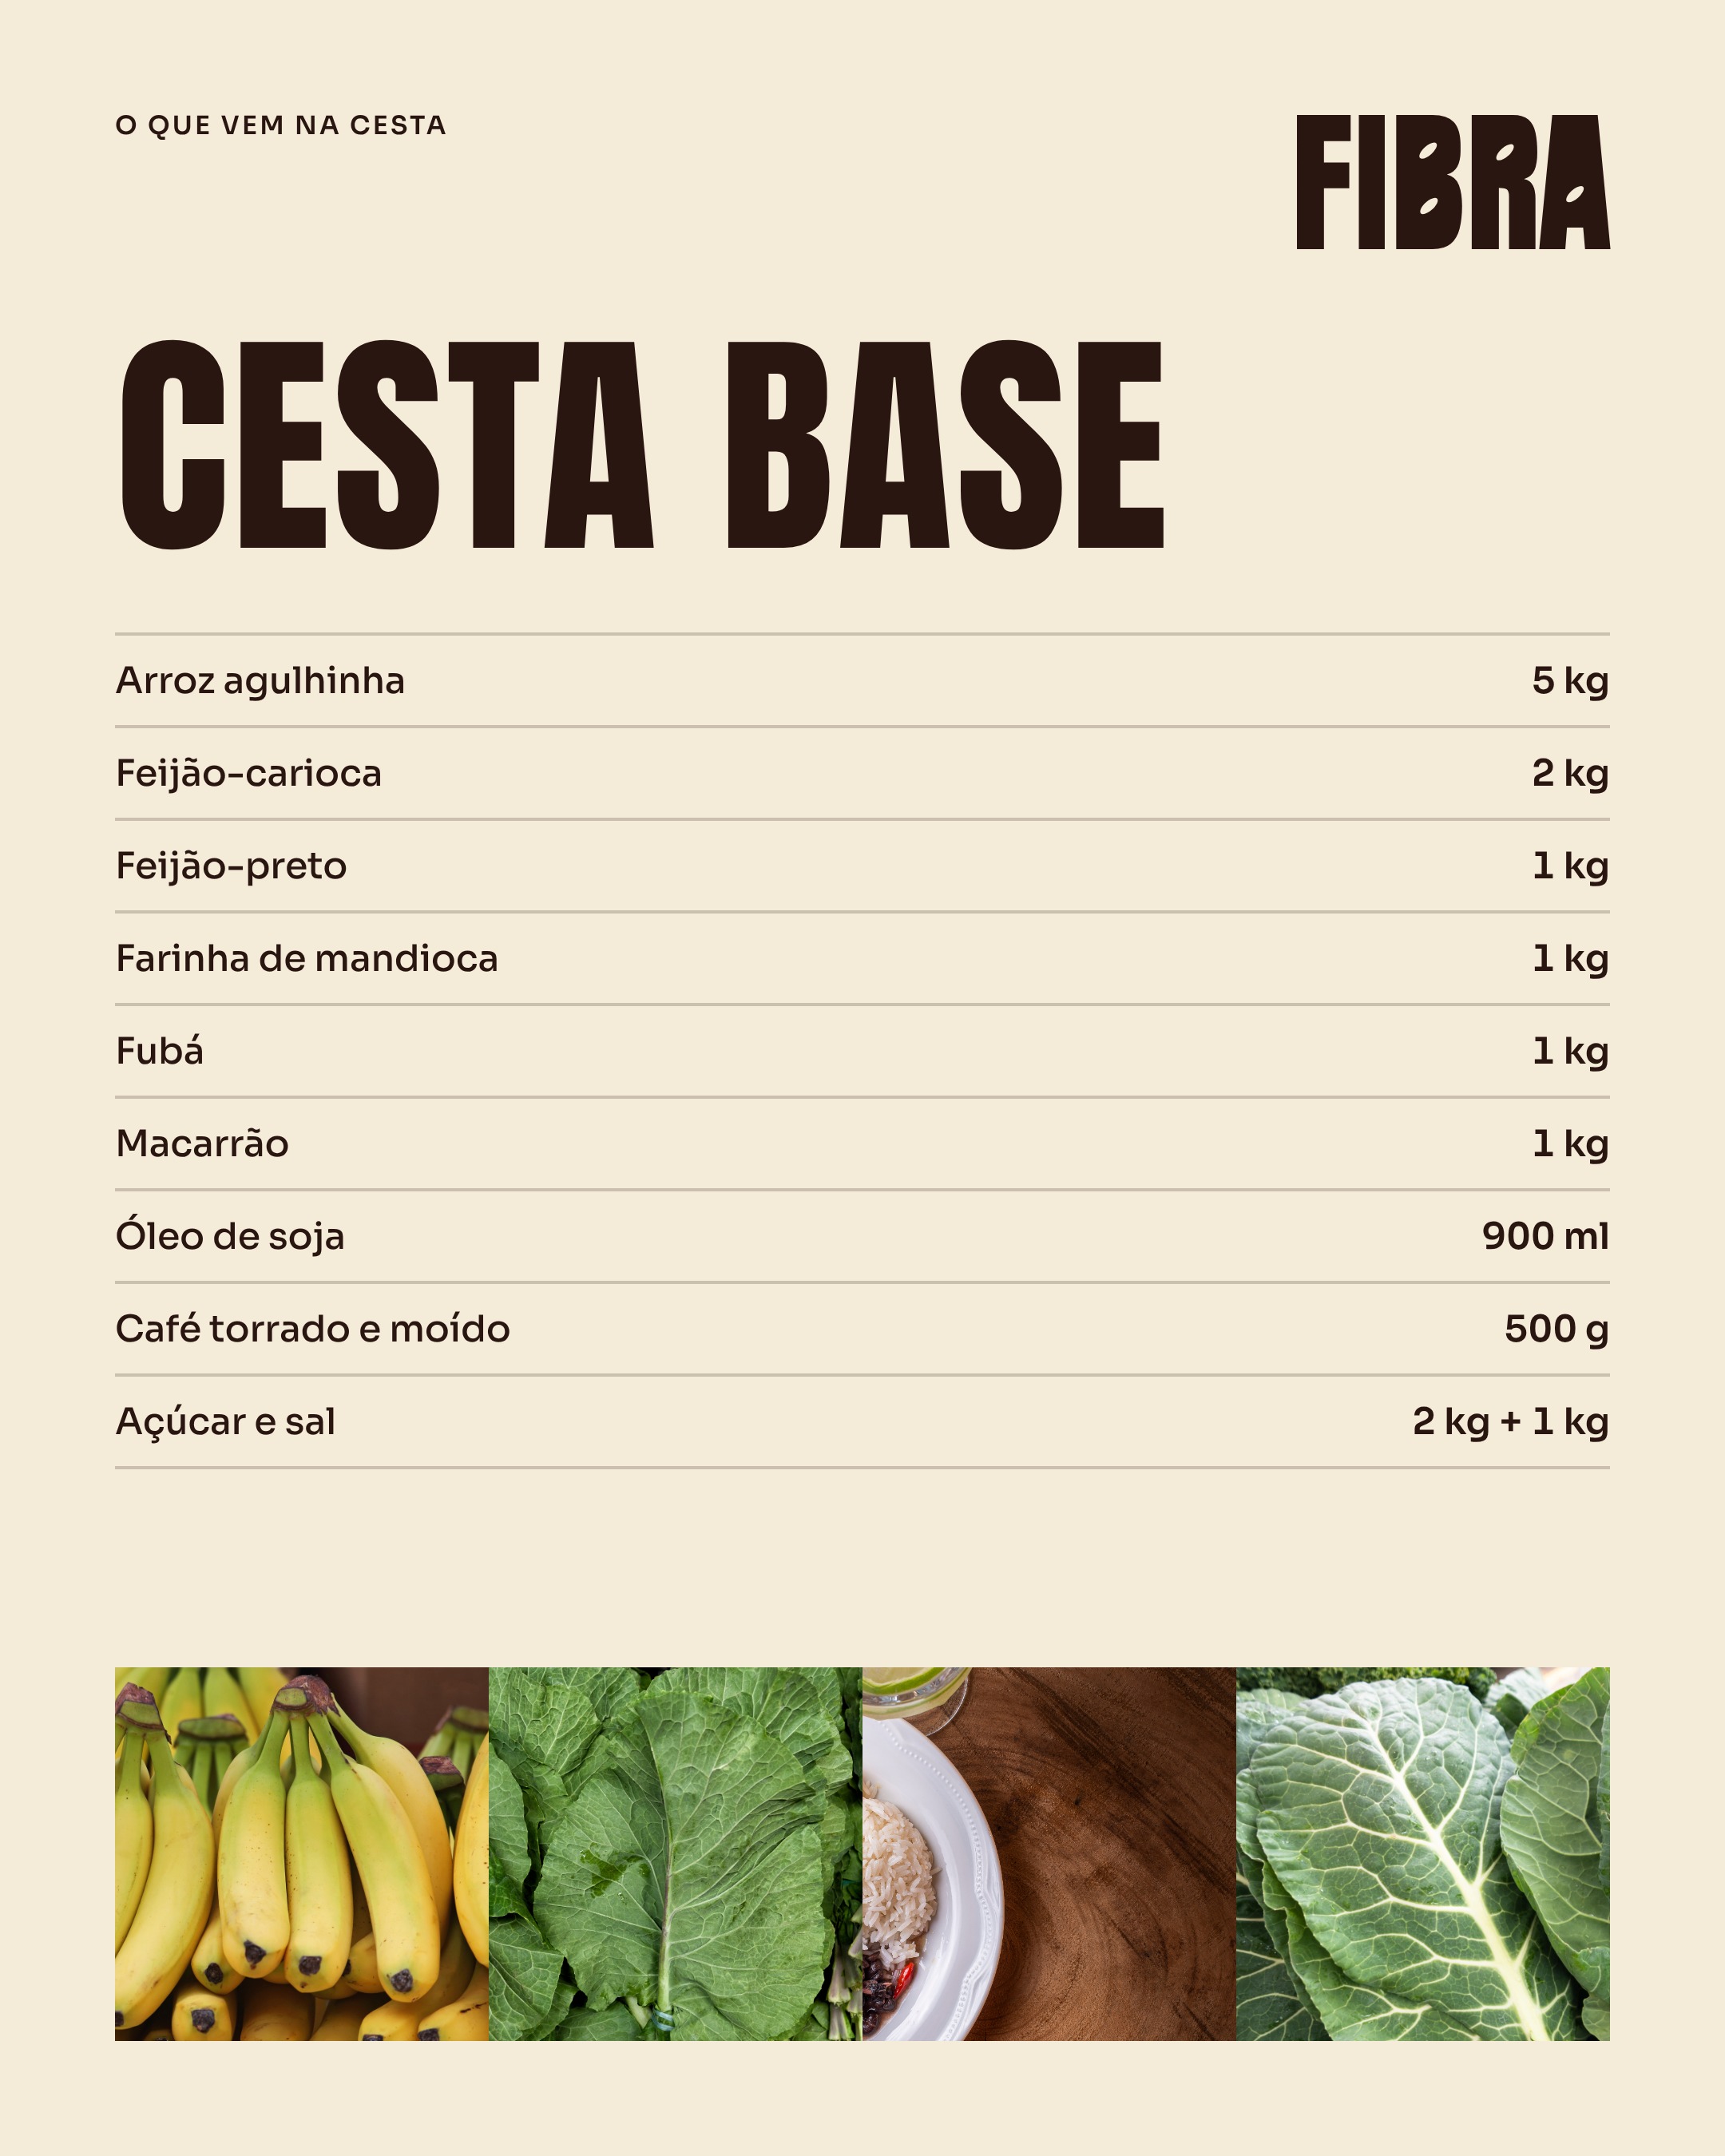 O QUE VEM NA CESTA
FIBRA
CESTA BASE
Arroz agulhinha 5 kg
Feijão-carioca 2 kg
Feijão-preto 1 kg
Farinha de mandioca 1 kg
Fubá 1 kg
Macarrão 1 kg
Óleo de soja 900 ml
Café torrado e moído 500 g
Açúcar e sal 2 kg + 1 kg